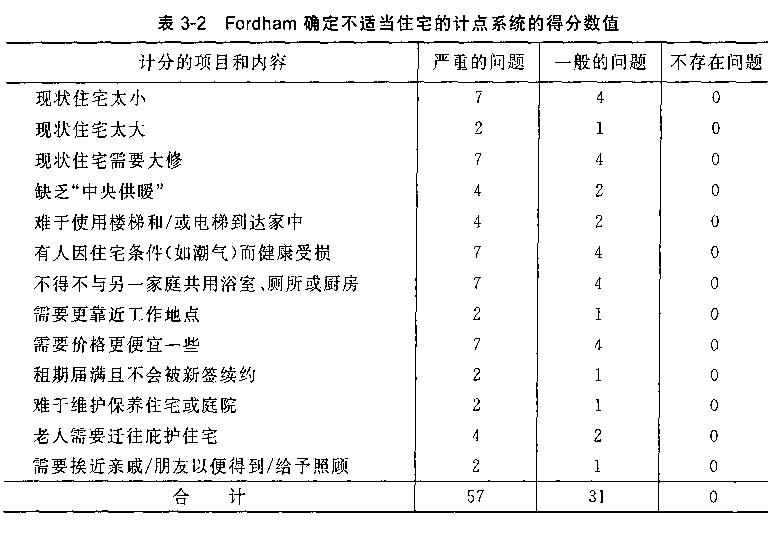 表 3-2 Fordham 确定不适当住宅的计点系统的得分数值
计分的项目和内容 严重的问题 一般的问题 不存在问题
现状住宅太小 7 4 0
现状住宅太大 2 1 0
现状住宅需要大修 7 4 0
缺乏“中央供暖” 4 2 0
难于使用楼梯和/或电梯到达家中 4 2 0
有人因住宅条件(如潮气)而健康受损 7 4 0
不得不与另一家庭共用浴室、厕所或厨房 7 4 0
需要更靠近工作地点 2 1 0
需要价格更便宜一些 7 4 0
租期届满且不会被新签续约 2 1 0
难于维护保养住宅或庭院 2 1 0
老人需要迁往庇护住宅 4 2 0
需要挨近亲戚/朋友以便得到/给予照顾 2 1 0
合 计 57 31 0